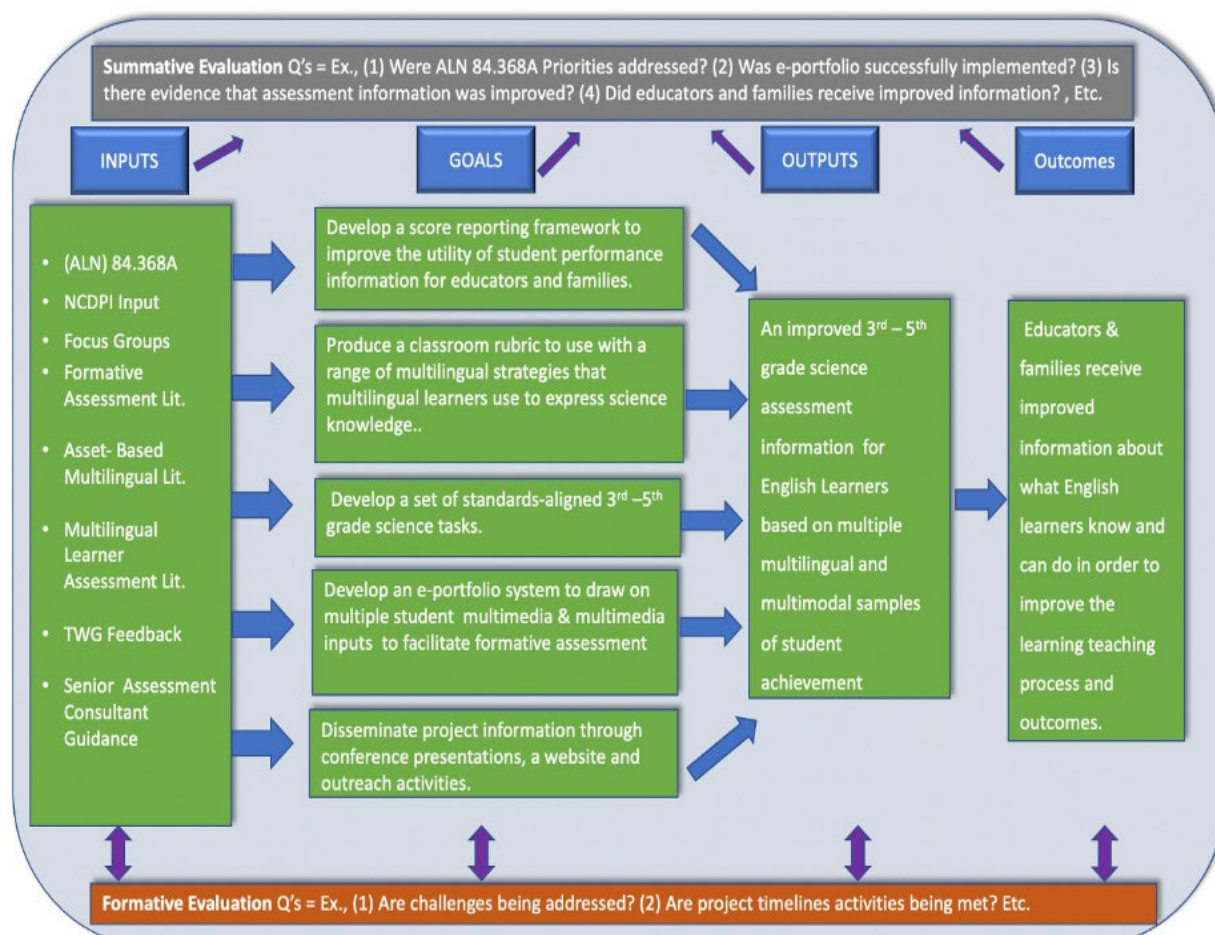 Summative Evaluation Q's = Ex., (1) Were ALN 84.368A Priorities addressed? (2) Was e-portfolio successfully implemented? (3) Is
there evidence that assessment information was improved? (4) Did educators and families receive improved information? , Etc.
INPUTS
GOALS
OUTPUTS
Outcomes
• (ALN) 84.368A
• NCDPI Input
• Focus Groups
• Formative
Assessment Lit.
• Asset- Based
Multilingual Lit.
• Multilingual
Learner
Assessment Lit.
• TWG Feedback
• Senior Assessment
Consultant
Guidance
Develop a score reporting framework to
improve the utility of student performance
information for educators and families.
Produce a classroom rubric to use with a
range of multilingual strategies that
multilingual learners use to express science
knowledge..
Develop a set of standards-aligned 3rd –5th
grade science tasks.
Develop an e-portfolio system to draw on
multiple student multimedia & multimedia
inputs to facilitate formative assessment
Disseminate project information through
conference presentations, a website and
outreach activities.
An improved 3rd – 5th
grade science
assessment
information for
English Learners
based on multiple
multilingual and
multimodal samples
of student
achievement
Educators &
families receive
improved
information about
what English
learners know and
can do in order to
improve the
learning teaching
process and
outcomes.
Formative Evaluation Q's = Ex., (1) Are challenges being addressed? (2) Are project timelines activities being met? Etc.